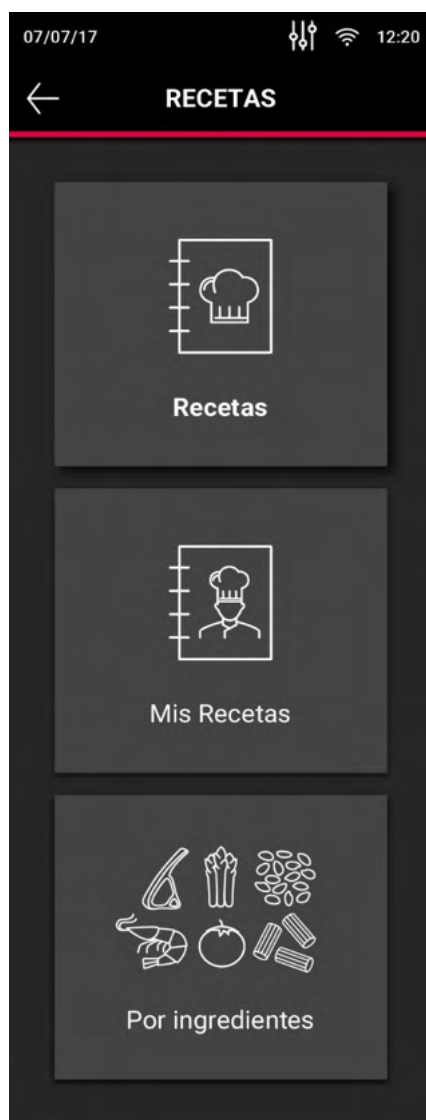 07/07/17 12:20
RECETAS
Recetas
Mis Recetas
Por ingredientes